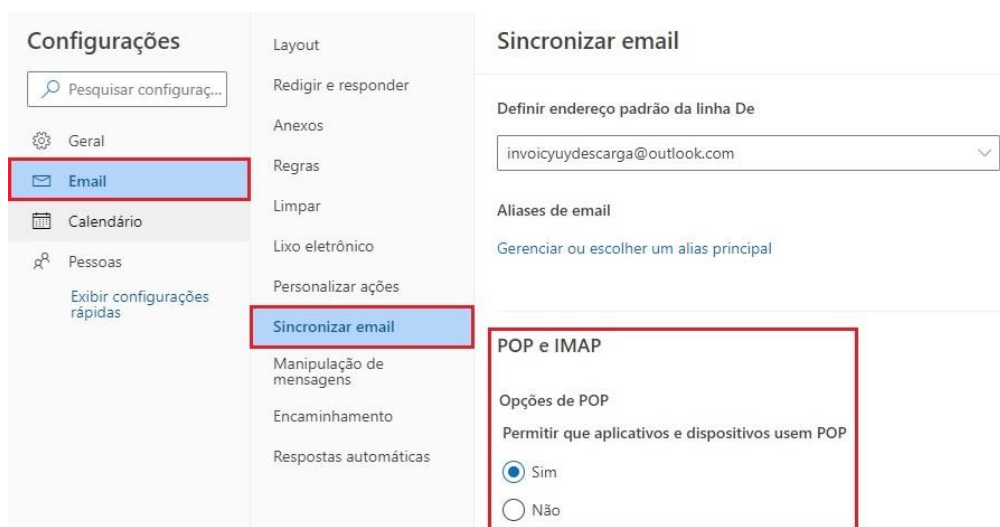 Configurações
Pesquisar configuraç...
Geral
Email
Calendário
Pessoas
Exibir configurações
rápidas
Layout
Redigir e responder
Anexos
Regras
Limpar
Lixo eletrônico
Personalizar ações
Sincronizar email
Manipulação de
mensagens
Encaminhamento
Respostas automáticas
Sincronizar email
Definir endereço padrão da linha De
invoicyuydescarga@outlook.com
Aliases de email
Gerenciar ou escolher um alias principal
POP e IMAP
Opções de POP
Permitir que aplicativos e dispositivos usem POP
Sim
Não